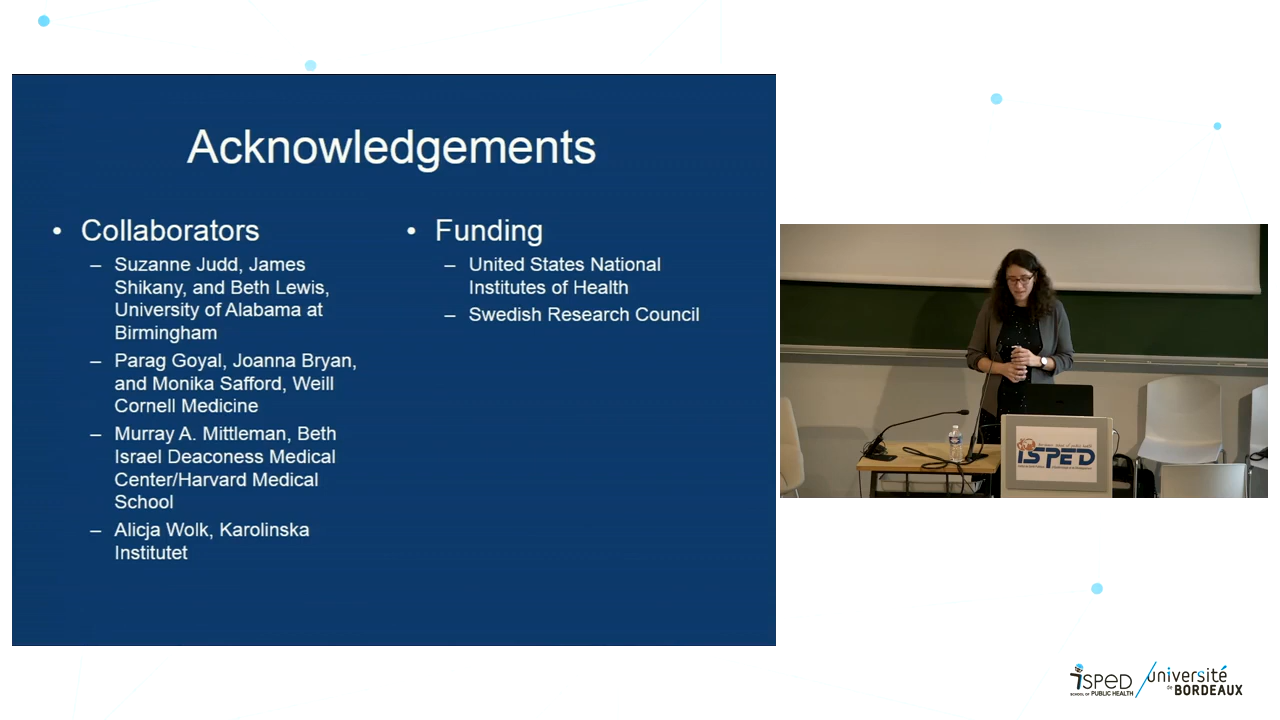 Acknowledgements
• Collaborators
– Suzanne Judd, James
Shikany, and Beth Lewis,
University of Alabama at
Birmingham
– Parag Goyal, Joanna Bryan,
and Monika Safford, Weill
Cornell Medicine
– Murray A. Mittleman, Beth
Israel Deaconess Medical
Center/Harvard Medical
School
– Alicja Wolk, Karolinska
Institutet
• Funding
– United States National
Institutes of Health
– Swedish Research Council
iSPED
iSPED
SCHOOL OF PUBLIC HEALTH
université
de BORDEAUX